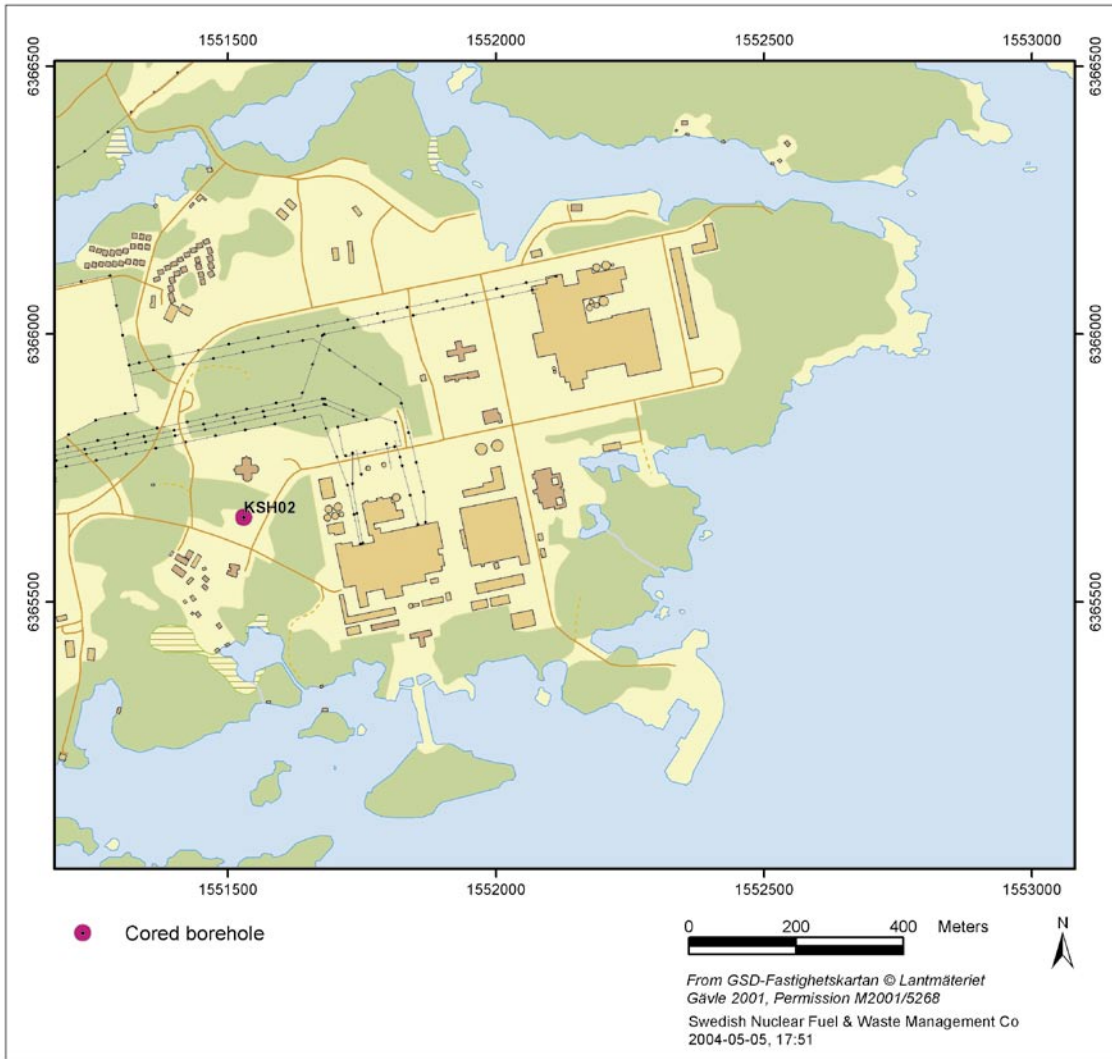 1551500 1552000 1552500 1553000
6366500 6366500
6366000 6366000
KSH02
6365500 6365500
1551500 1552000 1552500 1553000
Cored borehole
0 200 400 Meters
N
From GSD-Fastighetskartan © Lantmäteriet
Gävle 2001, Permission M2001/5268
Swedish Nuclear Fuel & Waste Management Co
2004-05-05, 17:51